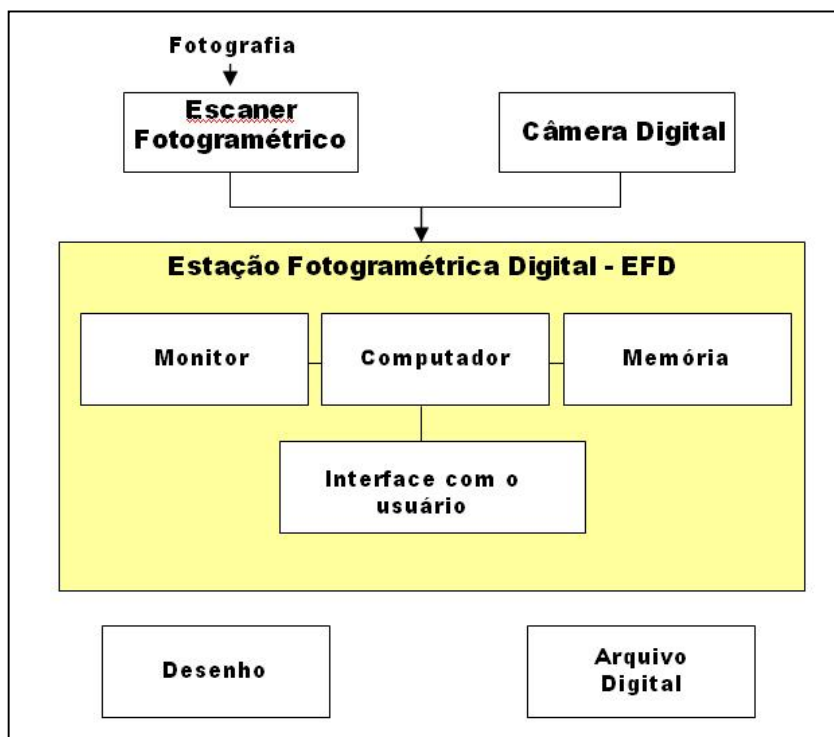 Fotografia
Escaner
Fotogramétrico
Câmera Digital
Estação Fotogramétrica Digital - EFD
Monitor
Computador
Memória
Interface com o
usuário
Desenho
Arquivo
Digital